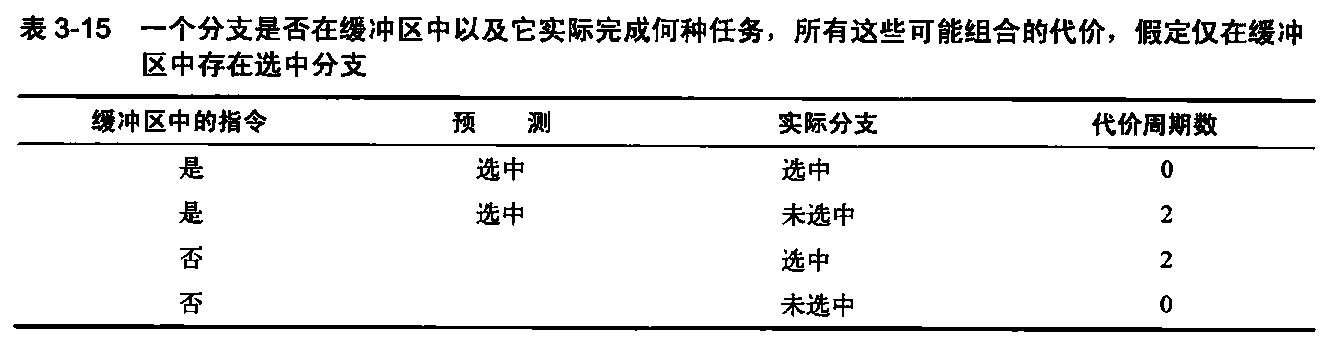 表 3-15 一个分支是否在缓冲区中以及它实际完成何种任务，所有这些可能组合的代价，假定仅在缓冲
区中存在选中分支
缓冲区中的指令 预 测 实际分支 代价周期数
是 选中 选中 0
是 选中 未选中 2
否 选中 2
否 未选中 0